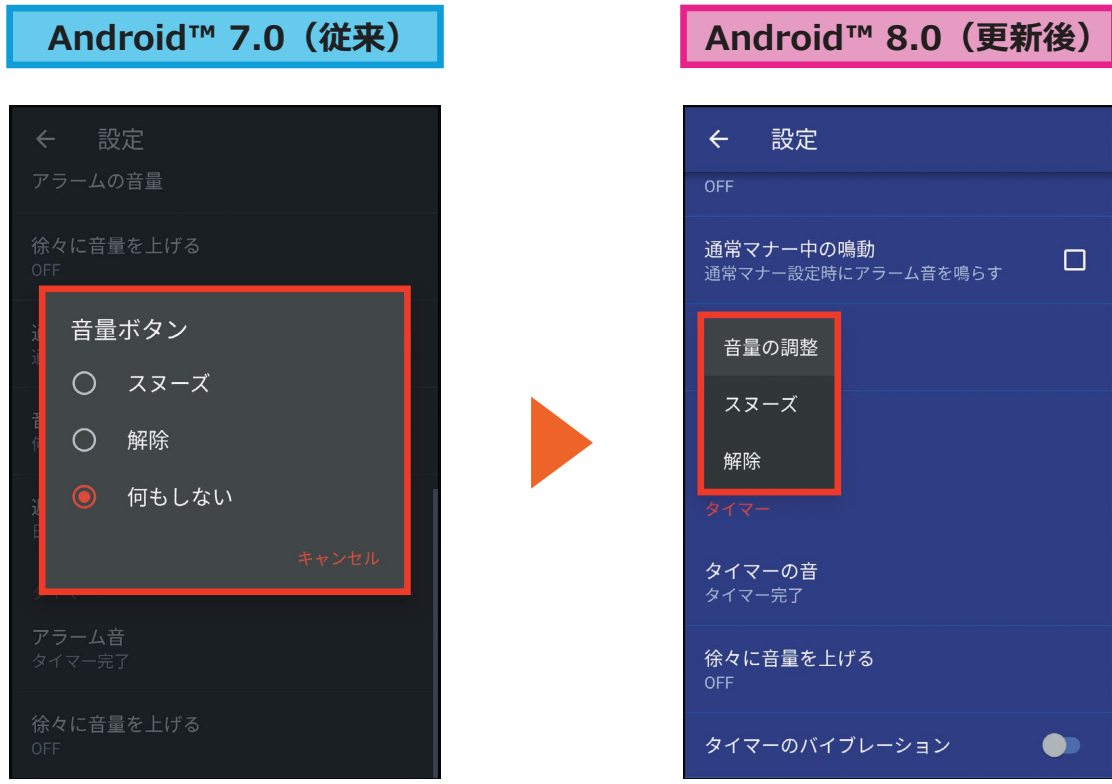 Android™ 7.0（従来）
設定
アラームの音量
徐々に音量を上げる
OFF
音量ボタン
スヌーズ
解除
何もしない
キャンセル
アラーム音
タイマー完了
徐々に音量を上げる
OFF
Android™ 8.0（更新後）
設定
OFF
通常マナー中の鳴動
通常マナー設定時にアラーム音を鳴らす
音量の調整
スヌーズ
解除
タイマー
タイマーの音
タイマー完了
徐々に音量を上げる
OFF
タイマーのバイブレーション